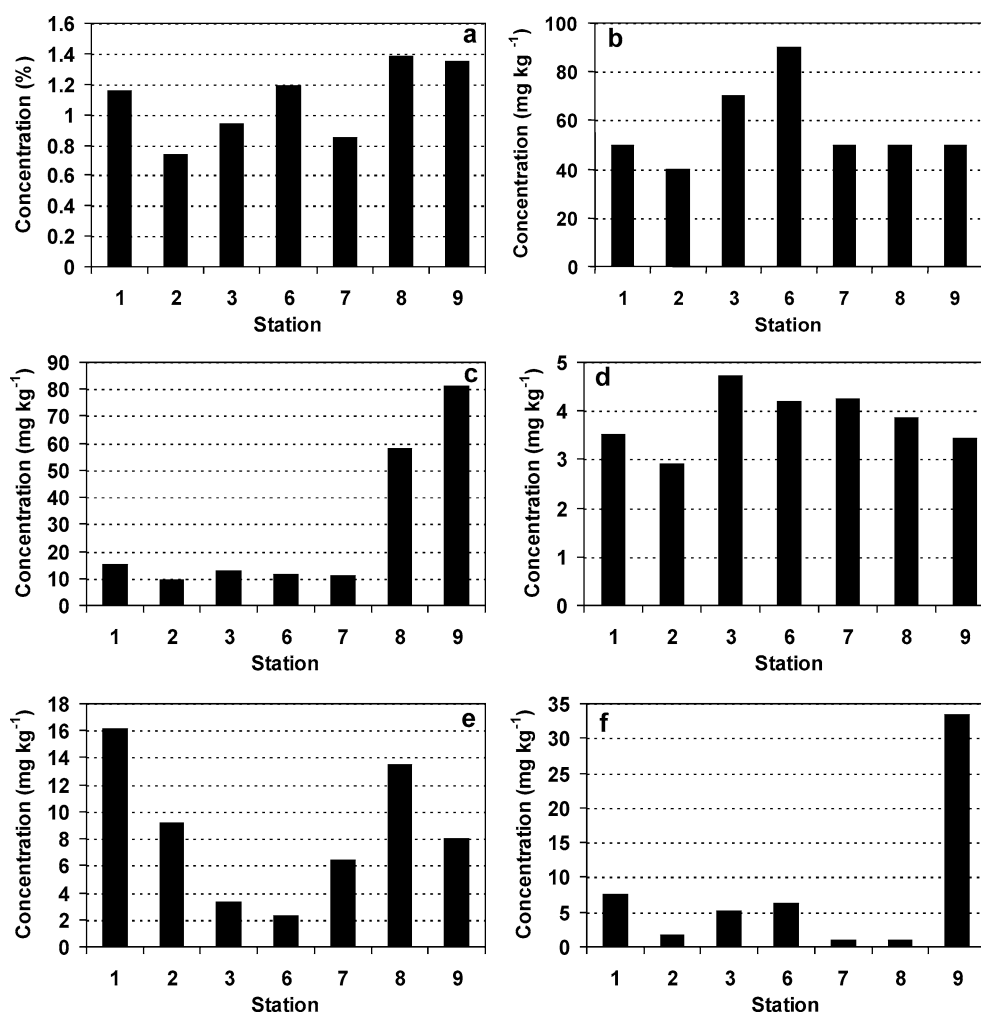 a
Concentration (%)
1.6
1.4
1.2
1
0.8
0.6
0.4
0.2
0
1 2 3 6 7 8 9
Station
b
Concentration (mg kg -1)
100
80
60
40
20
0
1 2 3 6 7 8 9
Station
c
Concentration (mg kg-1)
90
80
70
60
50
40
30
20
10
0
1 2 3 6 7 8 9
Station
d
Concentration (mg kg-1)
5
4
3
2
1
0
1 2 3 6 7 8 9
Station
e
Concentration (mg kg-1)
18
16
14
12
10
8
6
4
2
0
1 2 3 6 7 8 9
Station
f
Concentration (mg kg-1)
35
30
25
20
15
10
5
0
1 2 3 6 7 8 9
Station